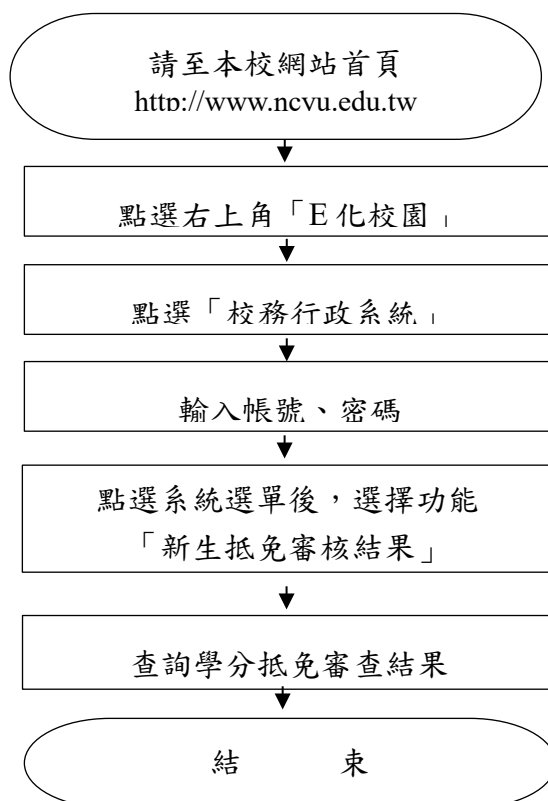 請至本校網站首頁
http://www.ncyu.edu.tw
點選右上角「E化校園」
點選「校務行政系統」
輸入帳號、密碼
點選系統選單後，選擇功能
「新生抵免審核結果」
查詢學分抵免審查結果
結　　束